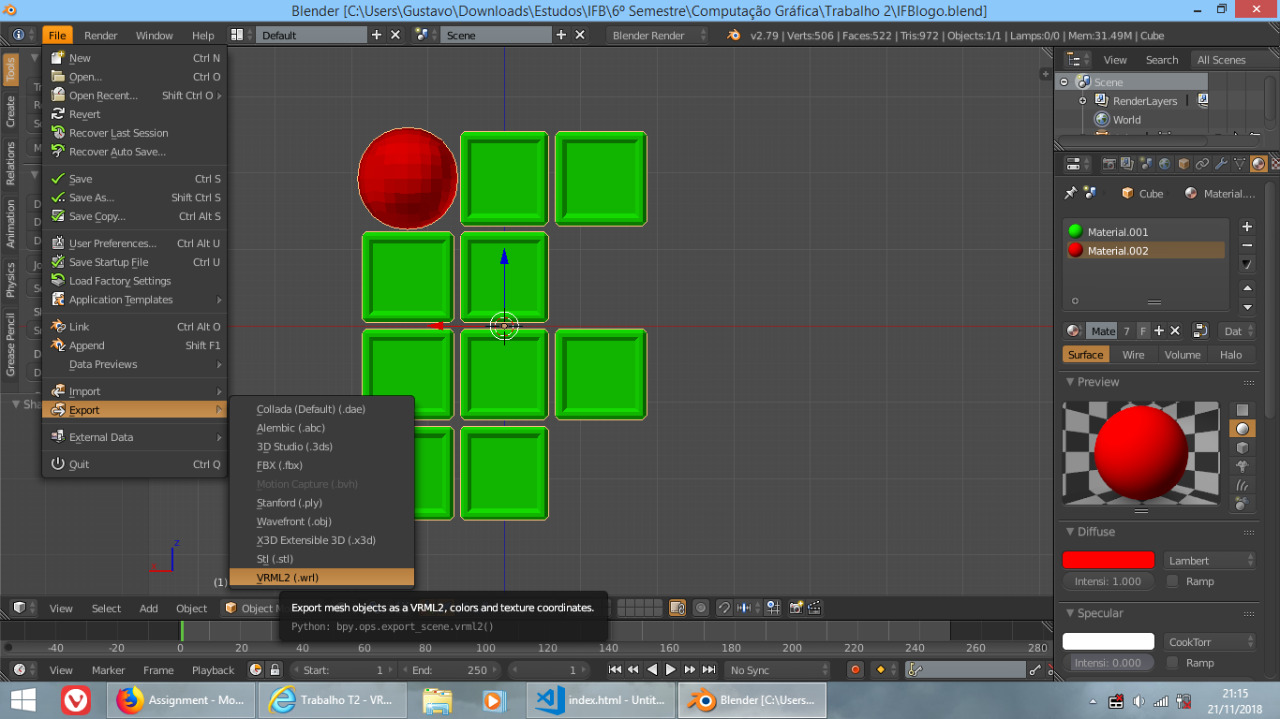 Blender [C:\Users\Gustavo\Downloads\Estudos\IFB\6º Semestre\Computação Gráfica\Trabalho 2\IFBlogo.blend]
File Render Window Help Default Scene Blender Render v2.79 | Verts:506 | Faces:522 | Tris:972 | Objects:1/1 | Lamps:0/0 | Mem:31.49M | Cube
Tools
Create
Relations
Animation
Physics
Grease Pencil
New Ctrl N
Open... Ctrl O
Open Recent... Shift Ctrl O
Revert
Recover Last Session
Recover Auto Save...
Save Ctrl S
Save As... Shift Ctrl S
Save Copy... Ctrl Alt S
User Preferences... Ctrl Alt U
Save Startup File Ctrl U
Load Factory Settings
Application Templates
Link Ctrl Alt O
Append Shift F1
Data Previews
Import
Export
External Data
Quit Ctrl Q
Sha
Collada (Default) (.dae)
Alembic (.abc)
3D Studio (.3ds)
FBX (.fbx)
Motion Capture (.bvh)
Stanford (.ply)
Wavefront (.obj)
X3D Extensible 3D (.x3d)
Stl (.stl)
VRML2 (.wrl)
Export mesh objects as a VRML2, colors and texture coordinates.
Python: bpy.ops.export_scene.vrml2()
z
x
(1)
View Search All Scenes
Scene
RenderLayers
World
Cube Material....
Material.001
Material.002
Mate 7 F Dat
Surface Wire Volume Halo
Preview
Diffuse
Lambert
Intensi: 1.000 Ramp
Specular
CookTorr
Intensi: 0.000 Ramp
View Select Add Object Object M
-40 -20 0 20 40 60 80 100 120 140 160 180 200 220 240 260 280
View Marker Frame Playback Start: 1 End: 250 1 No Sync
Assignment - Mo... Trabalho T2 - VR... index.html - Untit... Blender [C:\Users...
21:15
21/11/2018